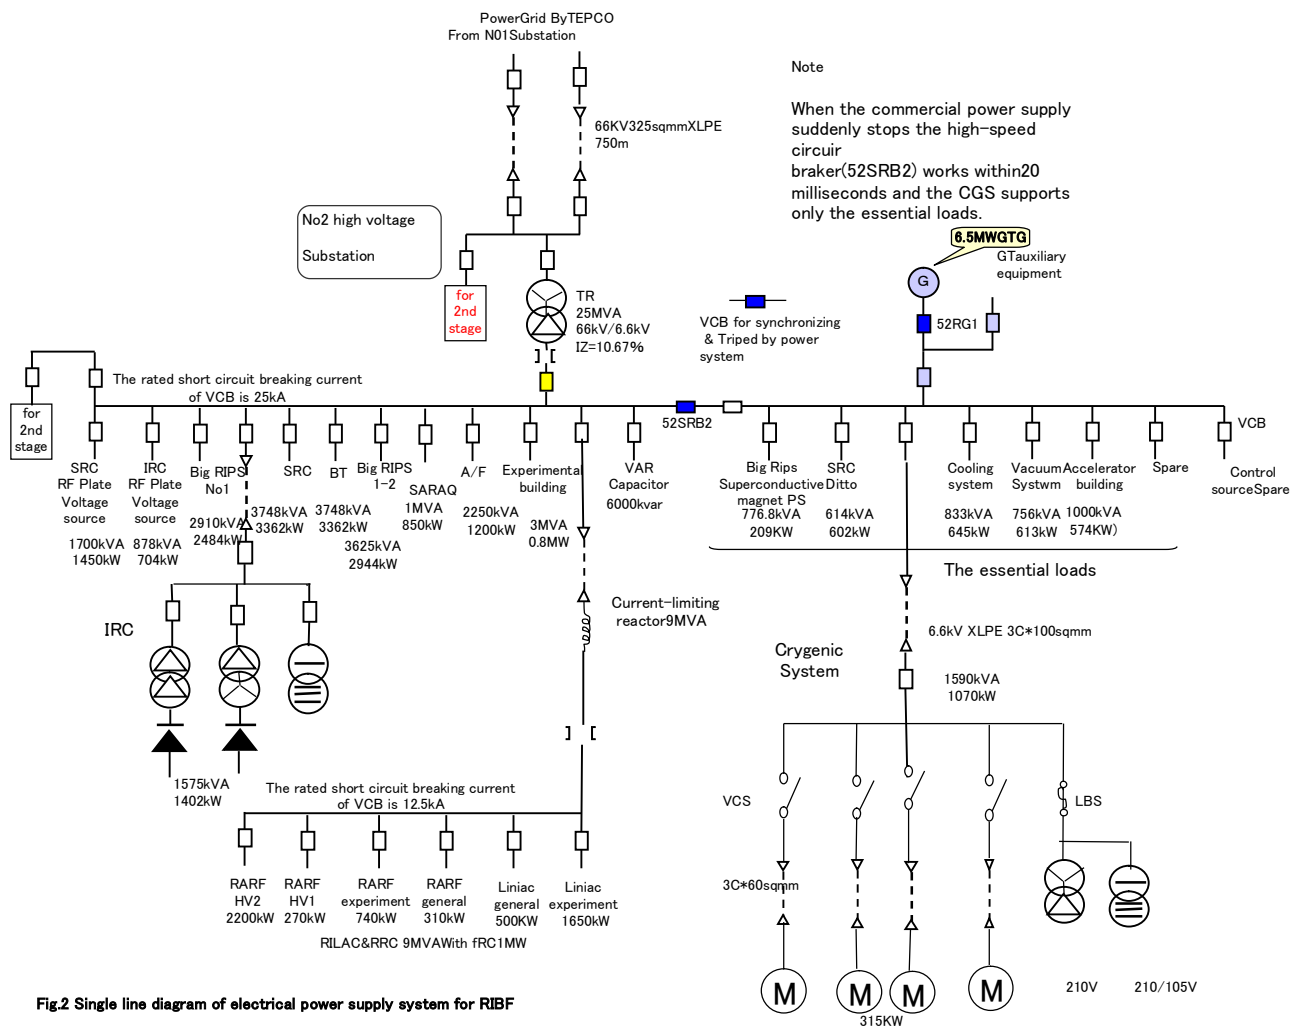 PowerGrid ByTEPCO
From N01Substation
66KV325sqmmXLPE
750m
Note
When the commercial power supply
suddenly stops the high-speed
circuir
braker(52SRB2) works within20
milliseconds and the CGS supports
only the essential loads.
No2 high voltage
Substation
for
2nd
stage
TR
25MVA
66kV/6.6kV
IZ=10.67%
VCB for synchronizing
& Triped by power
system
6.5MWGTG
GTauxiliary
equipment
G
52RG1
The rated short circuit breaking current
of VCB is 25kA
for
2nd
stage
52SRB2
VCB
SRC
RF Plate
Voltage
source
1700kVA
1450kW
IRC
RF Plate
Voltage
source
878kVA
704kW
Big RIPS
No1
2910kVA
2484kW
SRC
3748kVA
3362kW
BT
3748kVA
3362kW
Big RIPS
1-2
3625kVA
2944kW
SARAQ
1MVA
850kW
A/F
2250kVA
1200kW
Experimental
building
3MVA
0.8MW
VAR
Capacitor
6000kvar
Big Rips
Superconductive
magnet PS
776.8kVA
209KW
SRC
Ditto
614kVA
602kW
Cooling
system
833kVA
645kW
Vacuum
Systwm
756kVA
613kW
Accelerator
building
1000kVA
574KW)
Spare
Control
sourceSpare
The essential loads
IRC
Current-limiting
reactor9MVA
6.6kV XLPE 3C*100sqmm
Crygenic
System
1590kVA
1070kW
1575kVA
1402kW
The rated short circuit breaking current
of VCB is 12.5kA
VCS
LBS
3C*60sqmm
RARF
HV2
2200kW
RARF
HV1
270kW
RARF
experiment
740kW
RARF
general
310kW
Liniac
general
500KW
Liniac
experiment
1650kW
RILAC&RRC 9MVAWith fRC1MW
M
M
M
M
315KW
210V
210/105V
Fig.2 Single line diagram of electrical power supply system for RIBF